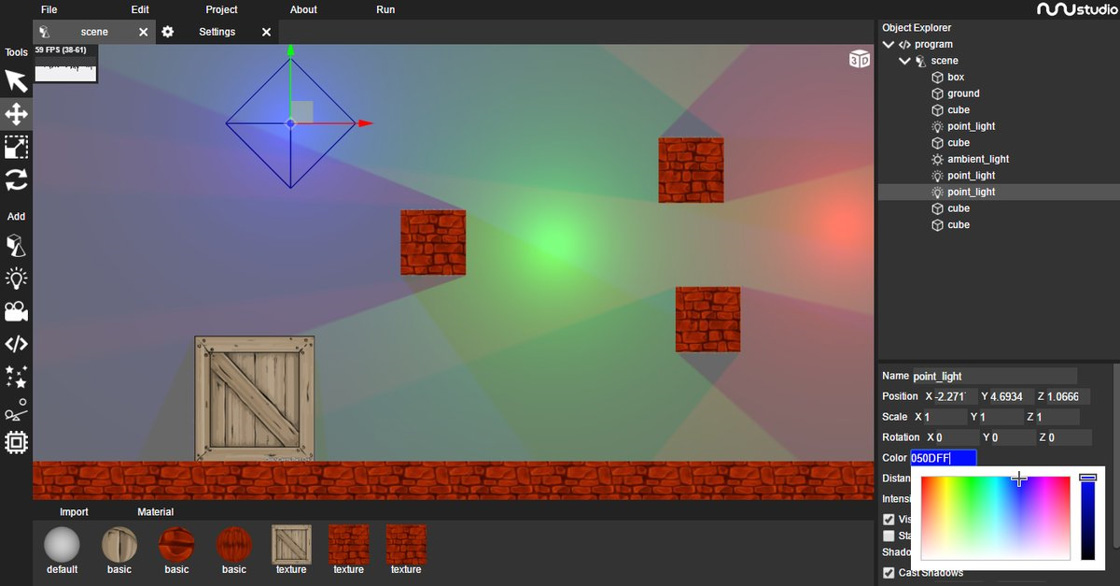 File Edit Project About Run
nunustudio
scene Settings
Object Explorer
Tools
59 FPS (38-61)
3D
program
scene
box
ground
cube
point_light
cube
ambient_light
point_light
point_light
cube
cube
Add
Name point_light
Position X -2.271 Y 4.6934 Z 1.0666
Scale X 1 Y 1 Z 1
Rotation X 0 Y 0 Z 0
Color 050DFF
Distan
Intensi
Vis
Sta
Shado
Cast Shadows
Import Material
default basic basic basic texture texture texture